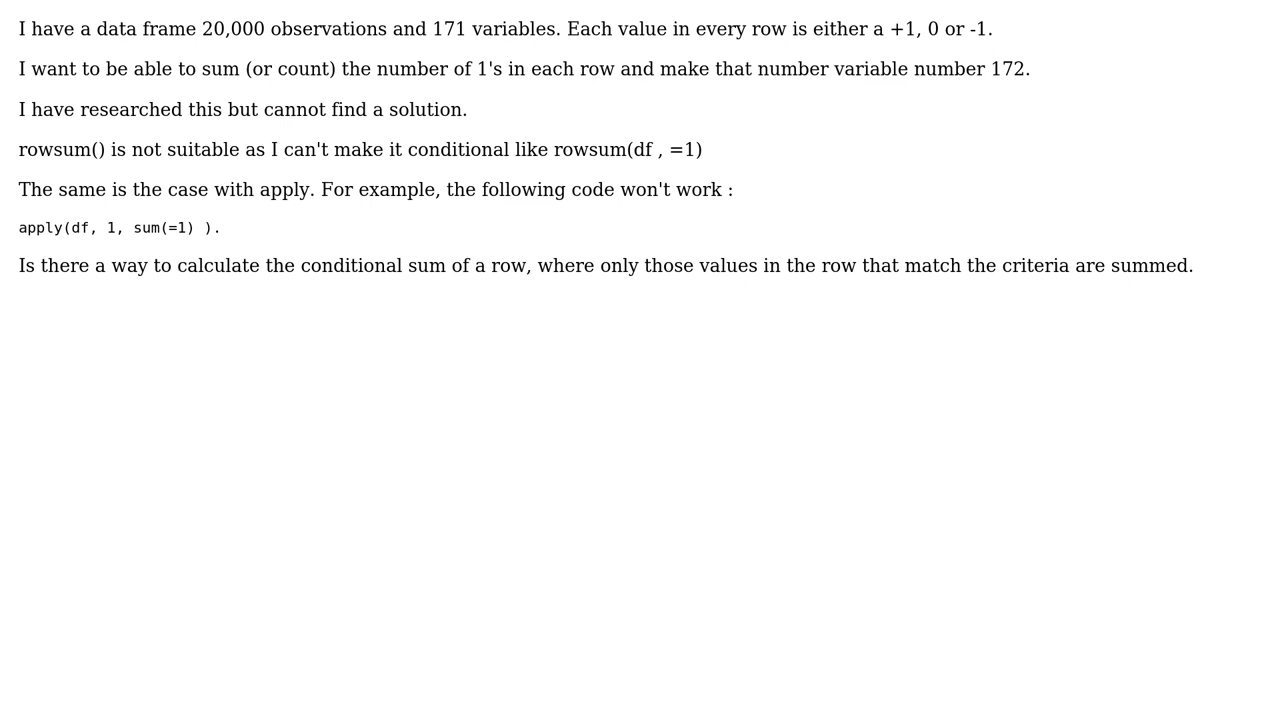 I have a data frame 20,000 observations and 171 variables. Each value in every row is either a +1, 0 or -1.
I want to be able to sum (or count) the number of 1's in each row and make that number variable number 172.
I have researched this but cannot find a solution.
rowsum() is not suitable as I can't make it conditional like rowsum(df , =1)
The same is the case with apply. For example, the following code won't work :
apply(df, 1, sum(=1) ).
Is there a way to calculate the conditional sum of a row, where only those values in the row that match the criteria are summed.